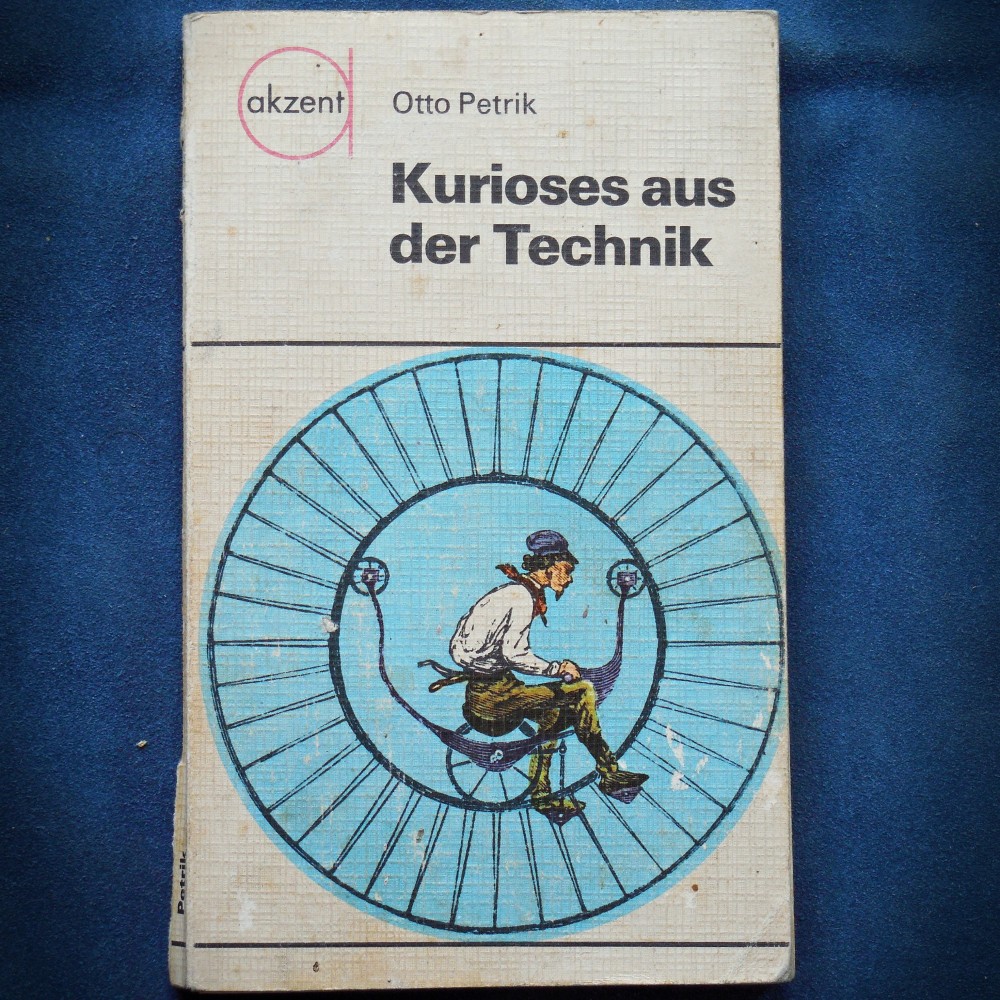 akzent
Otto Petrik
Kurioses aus
der Technik
Petrik